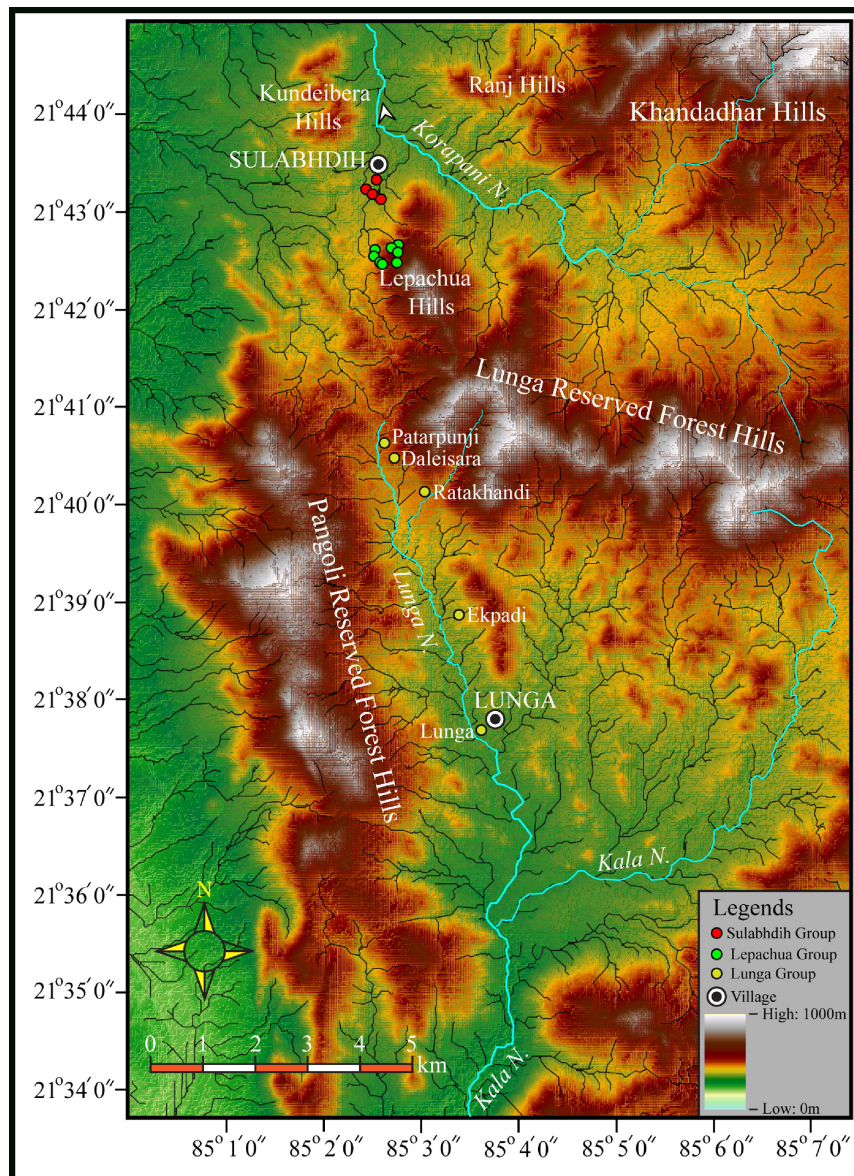 Kundeibera
Hills
Ranj Hills
Khandadhar Hills
SULABHDIH
Korapani N.
Lepachua
Hills
Lunga Reserved Forest Hills
Patarpunji
Daleisara
Ratakhandi
Pangoli Reserved Forest Hills
Lunga N.
Ekpadi
LUNGA
Lunga
Kala N.
Kala N.
N
0 1 2 3 4 5
km
Legends
Sulabhdih Group
Lepachua Group
Lunga Group
Village
High: 1000m
Low: 0m
21°44′0″
21°43′0″
21°42′0″
21°41′0″
21°40′0″
21°39′0″
21°38′0″
21°37′0″
21°36′0″
21°35′0″
21°34′0″
85°1′0″ 85°2′0″ 85°3′0″ 85°4′0″ 85°5′0″ 85°6′0″ 85°7′0″